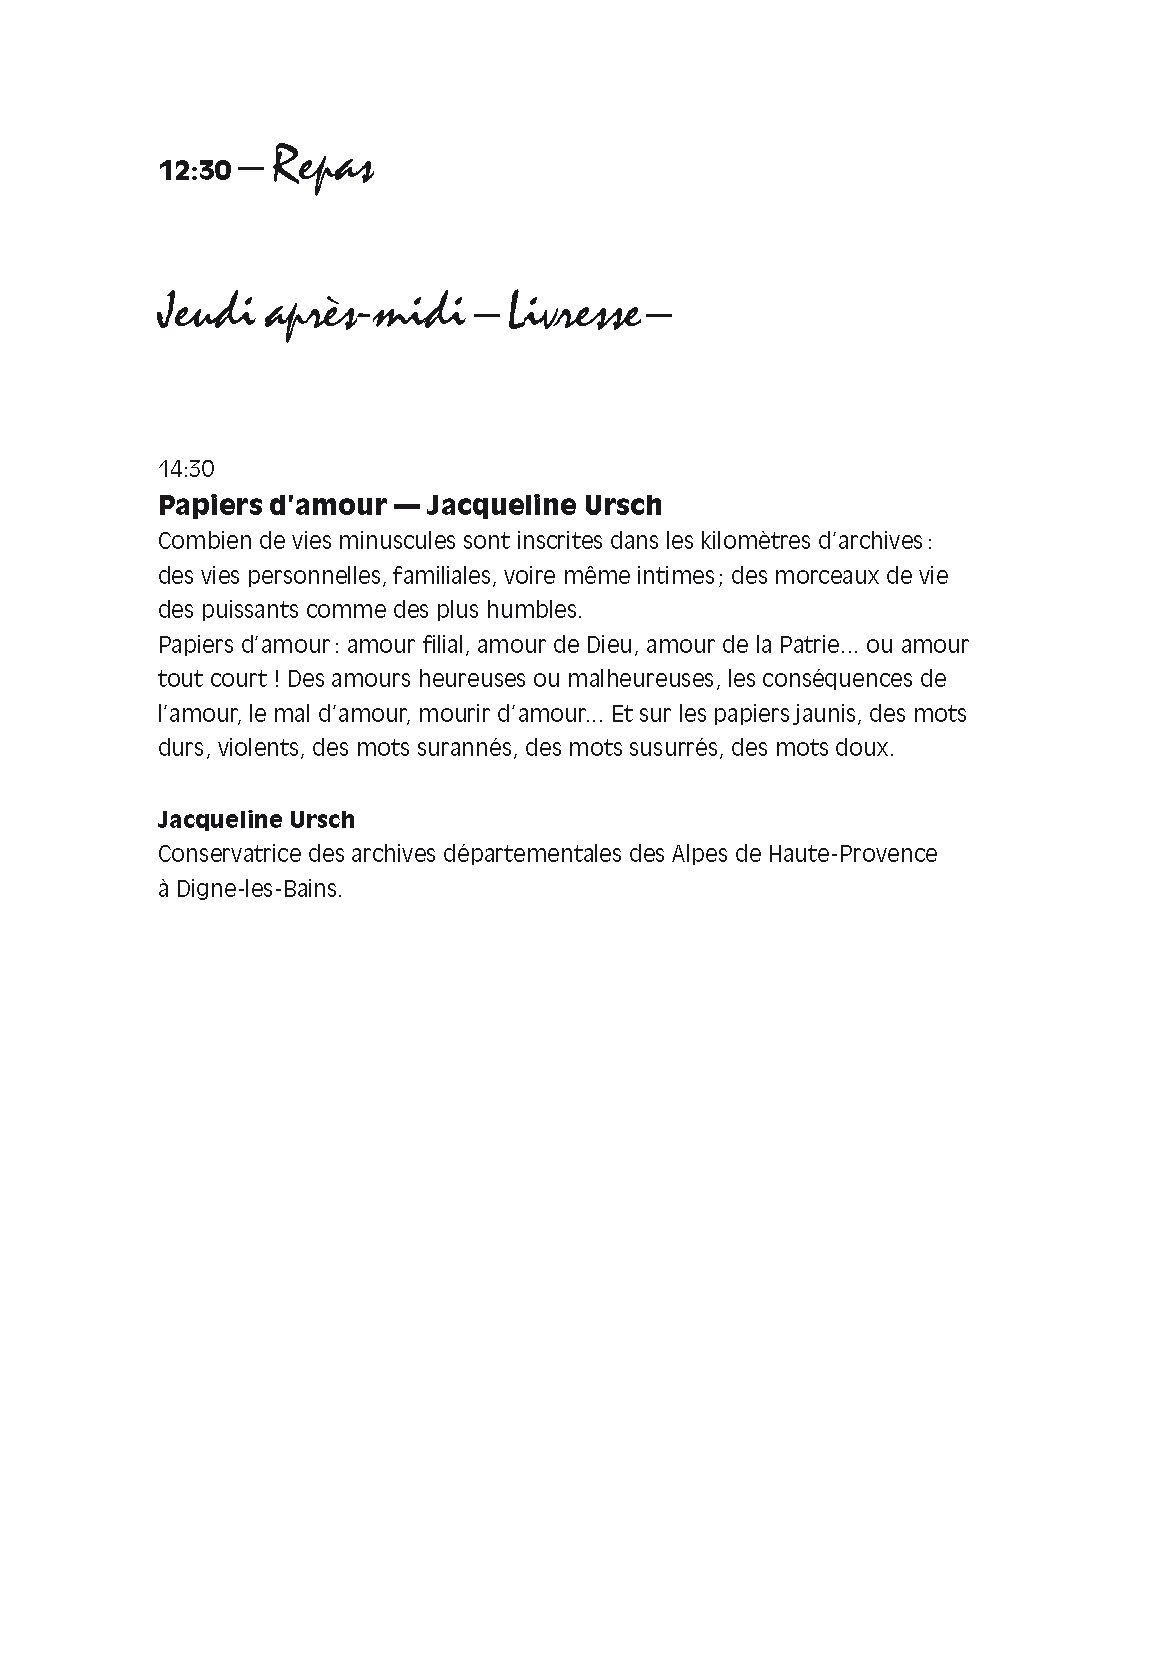 12:30 — Repas
Jeudi après-midi — Livresse —
14:30
Papiers d'amour — Jacqueline Ursch
Combien de vies minuscules sont inscrites dans les kilomètres d’archives :
des vies personnelles, familiales, voire même intimes ; des morceaux de vie
des puissants comme des plus humbles.
Papiers d’amour : amour filial, amour de Dieu, amour de la Patrie... ou amour
tout court ! Des amours heureuses ou malheureuses, les conséquences de
l’amour, le mal d’amour, mourir d’amour... Et sur les papiers jaunis, des mots
durs, violents, des mots surannés, des mots susurrés, des mots doux.
Jacqueline Ursch
Conservatrice des archives départementales des Alpes de Haute-Provence
à Digne-les-Bains.